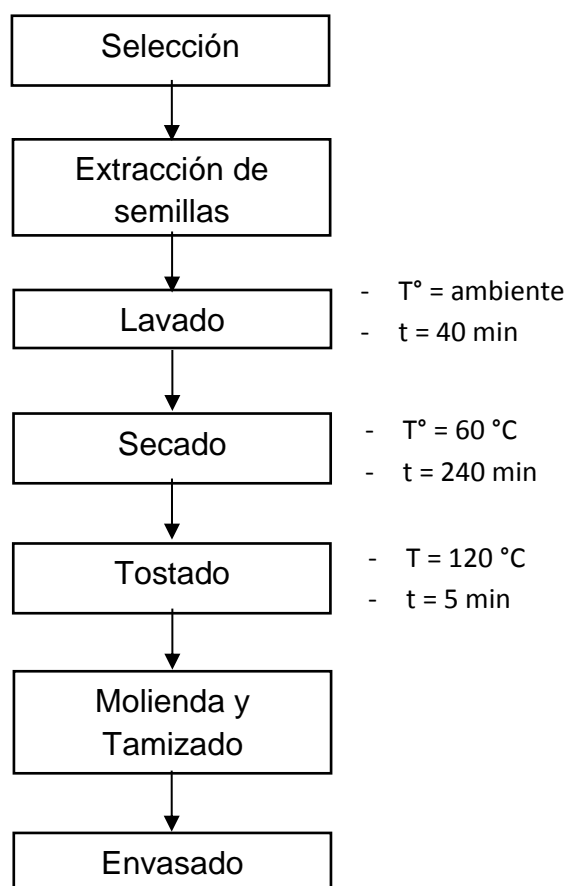 Selección
Extracción de
semillas
Lavado
- T° = ambiente
- t = 40 min
Secado
- T° = 60 °C
- t = 240 min
Tostado
- T = 120 °C
- t = 5 min
Molienda y
Tamizado
Envasado